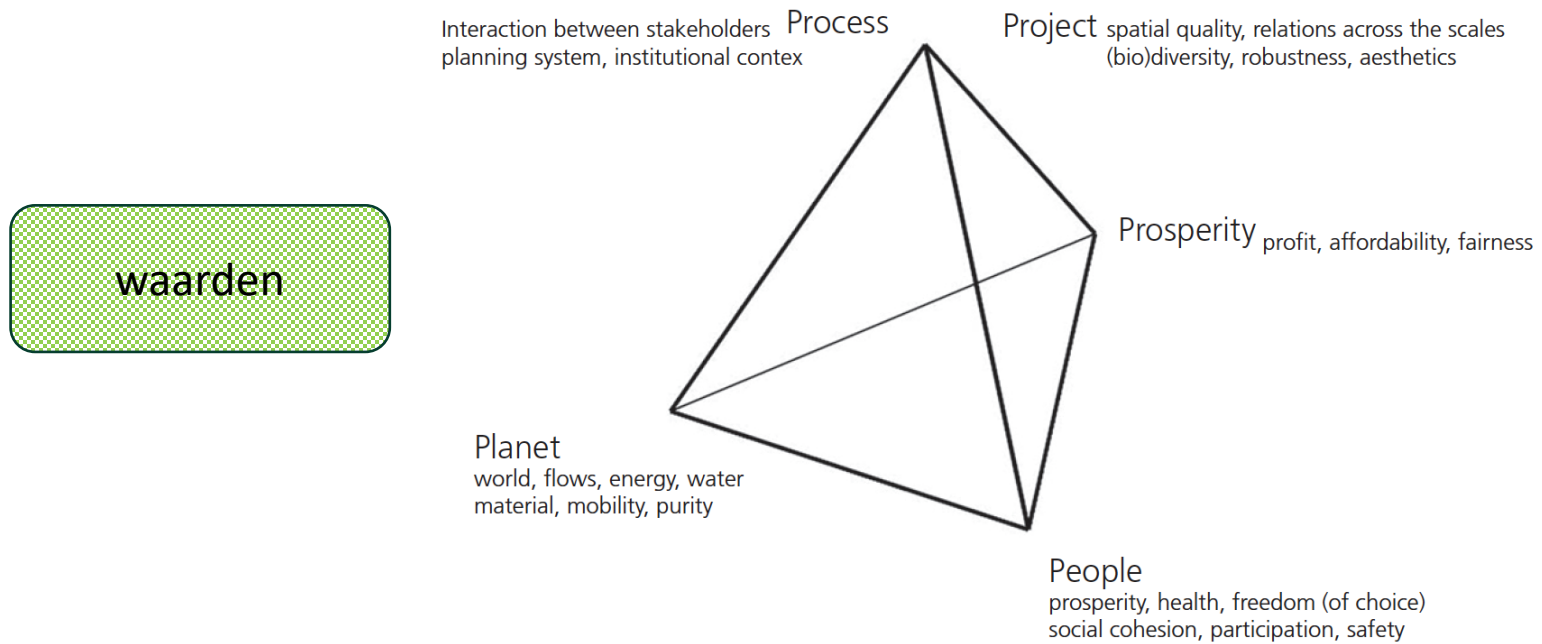 waarden
Interaction between stakeholders Process
planning system, institutional contex
Project spatial quality, relations across the scales
(bio)diversity, robustness, aesthetics
Prosperity profit, affordability, fairness
Planet
world, flows, energy, water
material, mobility, purity
People
prosperity, health, freedom (of choice)
social cohesion, participation, safety